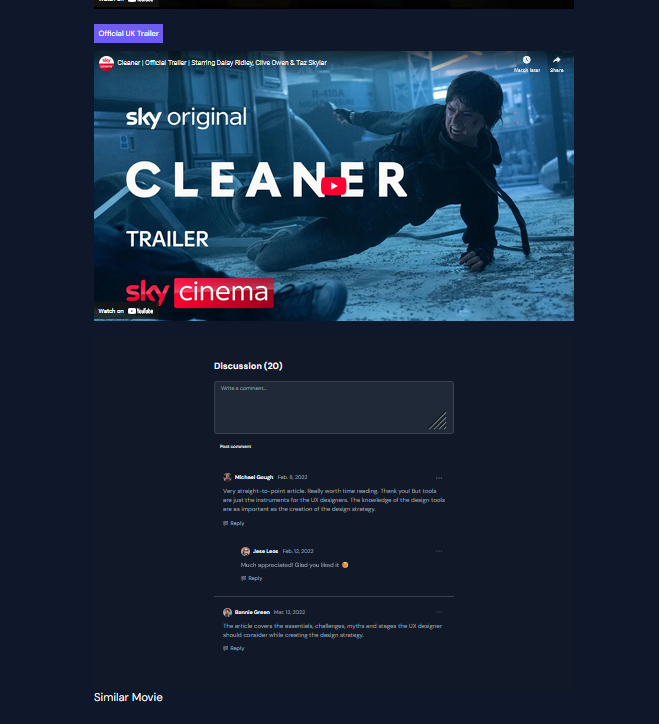 Watch on YouTube
Official UK Trailer
sky
Cleaner | Official Trailer | Starring Daisy Ridley, Clive Owen & Taz Skylar
Watch later
Share
sky original
CLEANER
TRAILER
sky cinema
Watch on YouTube
Discussion (20)
Write a comment...
Post comment
Michael Gough Feb. 8, 2022
Very straight-to-point article. Really worth time reading. Thank you! But tools
are just the instruments for the UX designers. The knowledge of the design tools
are as important as the creation of the design strategy.
Reply
Jese Leos Feb. 12, 2022
Much appreciated! Glad you liked it
Reply
Bonnie Green Mar. 12, 2022
The article covers the essentials, challenges, myths and stages the UX designer
should consider while creating the design strategy.
Reply
Similar Movie